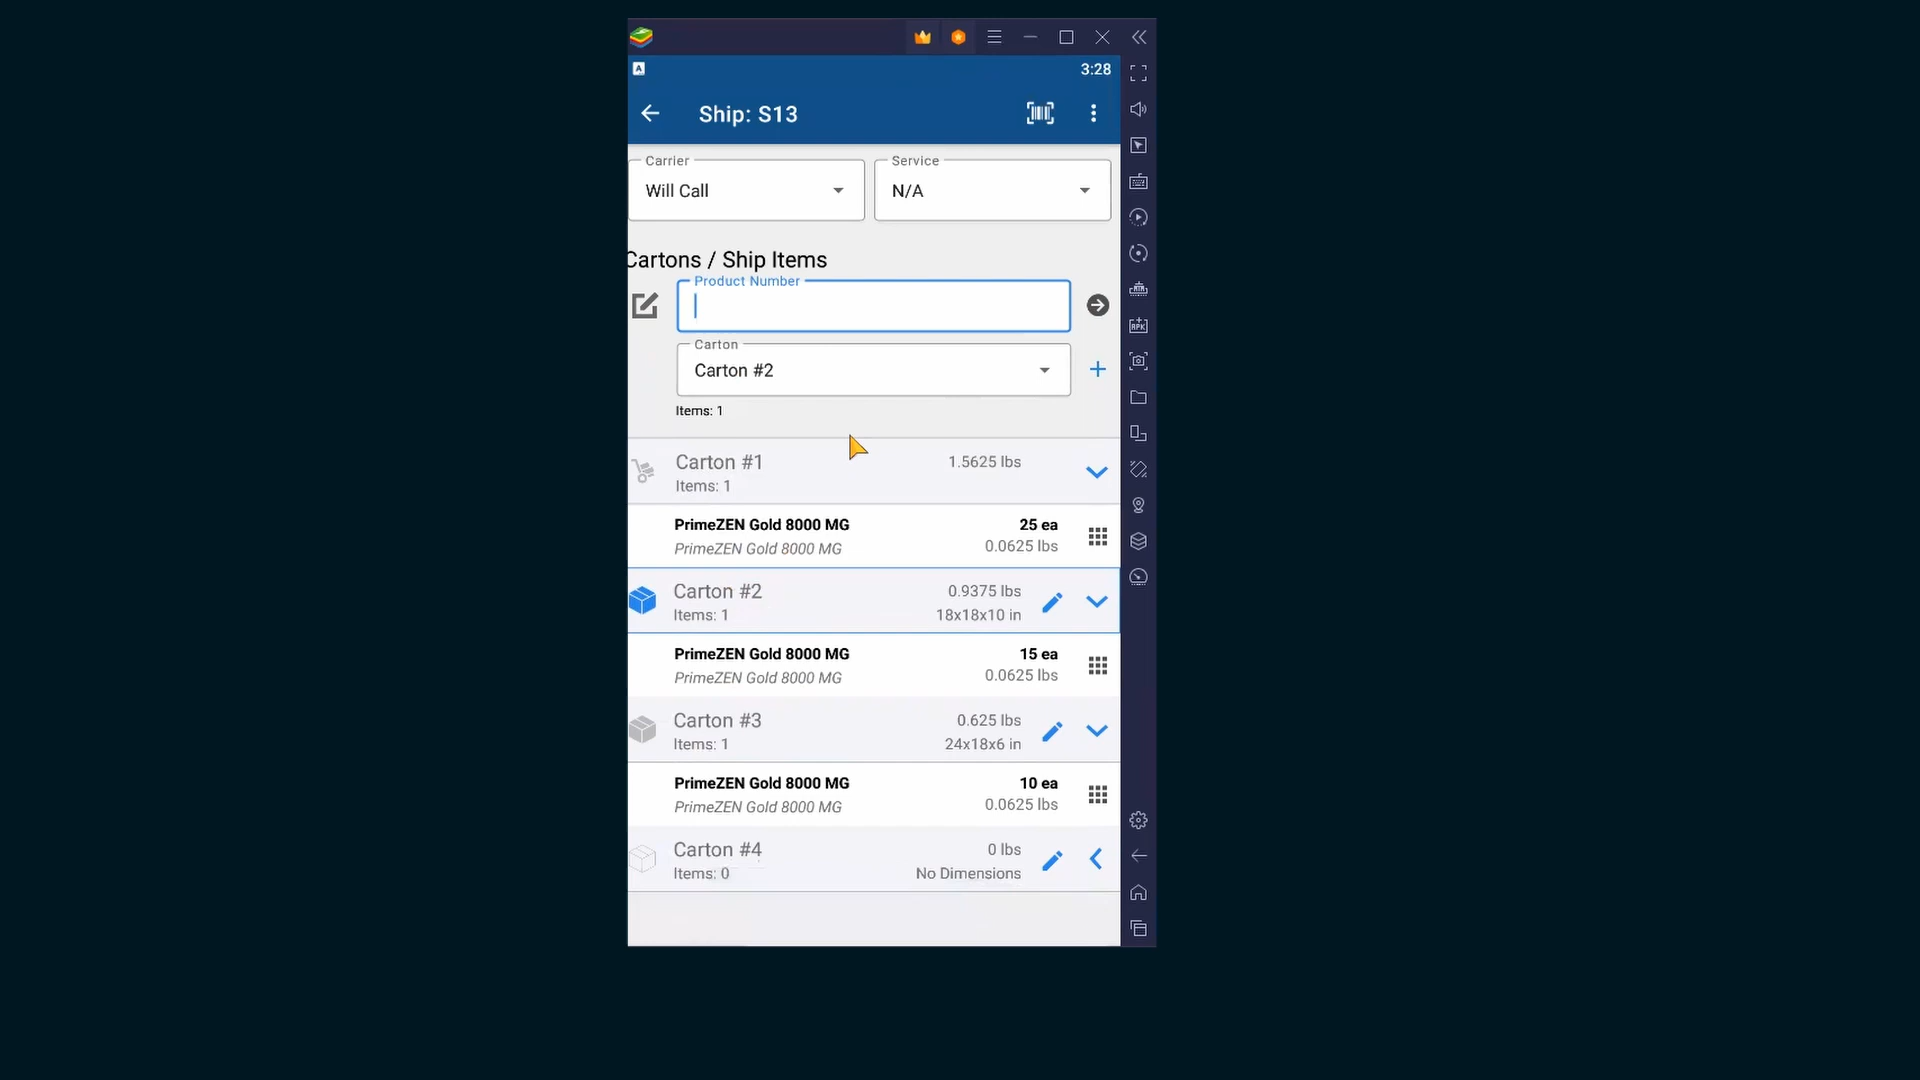 A
3:28
Ship: S13
Carrier
Service
Will Call
N/A
Cartons / Ship Items
Product Number
Carton
Carton #2
Items: 1
Carton #1
1.5625 lbs
Items: 1
PrimeZEN Gold 8000 MG
25 ea
PrimeZEN Gold 8000 MG
0.0625 lbs
Carton #2
0.9375 lbs
Items: 1
18x18x10 in
PrimeZEN Gold 8000 MG
15 ea
PrimeZEN Gold 8000 MG
0.0625 lbs
Carton #3
0.625 lbs
Items: 1
24x18x6 in
PrimeZEN Gold 8000 MG
10 ea
PrimeZEN Gold 8000 MG
0.0625 lbs
Carton #4
0 lbs
Items: 0
No Dimensions